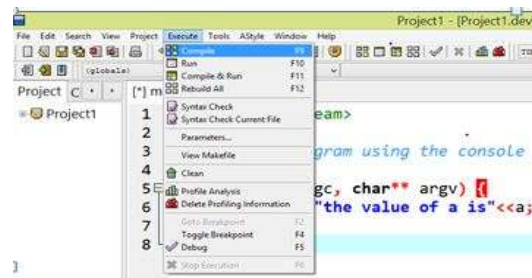 Project1 - [Project1.dev
File Edit Search View Project Execute Tools AStyle Window Help
(globals)
Compile F9
Run F10
Compile & Run F11
Rebuild All F12
Syntax Check
Syntax Check Current File
Parameters...
View Makefile
Clean
Profile Analysis
Delete Profiling Information
Goto Breakpoint F2
Toggle Breakpoint F4
Debug F5
Stop Execution F6
Project C
[*] m
Project1
1 eam>
2
3 gram using the console
4
5 gc, char** argv) {
6 "the value of a is"<<a;
7
8